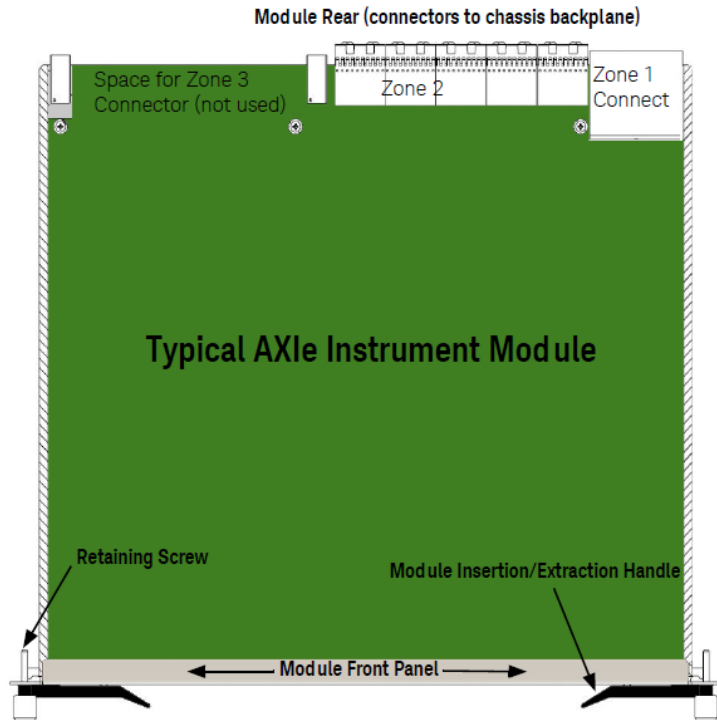 Module Rear (connectors to chassis backplane)
Space for Zone 3
Connector (not used)
Zone 2
Zone 1
Connect
Typical AXIe Instrument Module
Retaining Screw
Module Insertion/Extraction Handle
Module Front Panel